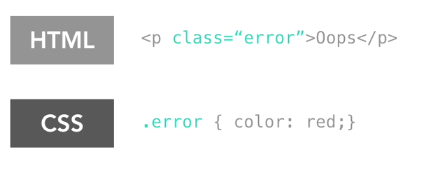 HTML <p class=“error”>Oops</p>
CSS .error { color: red;}